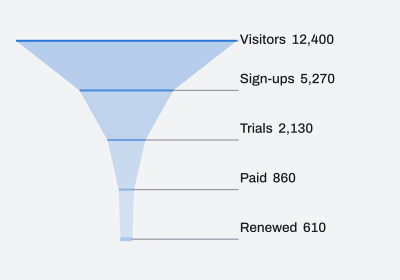 Visitors 12,400
Sign-ups 5,270
Trials 2,130
Paid 860
Renewed 610